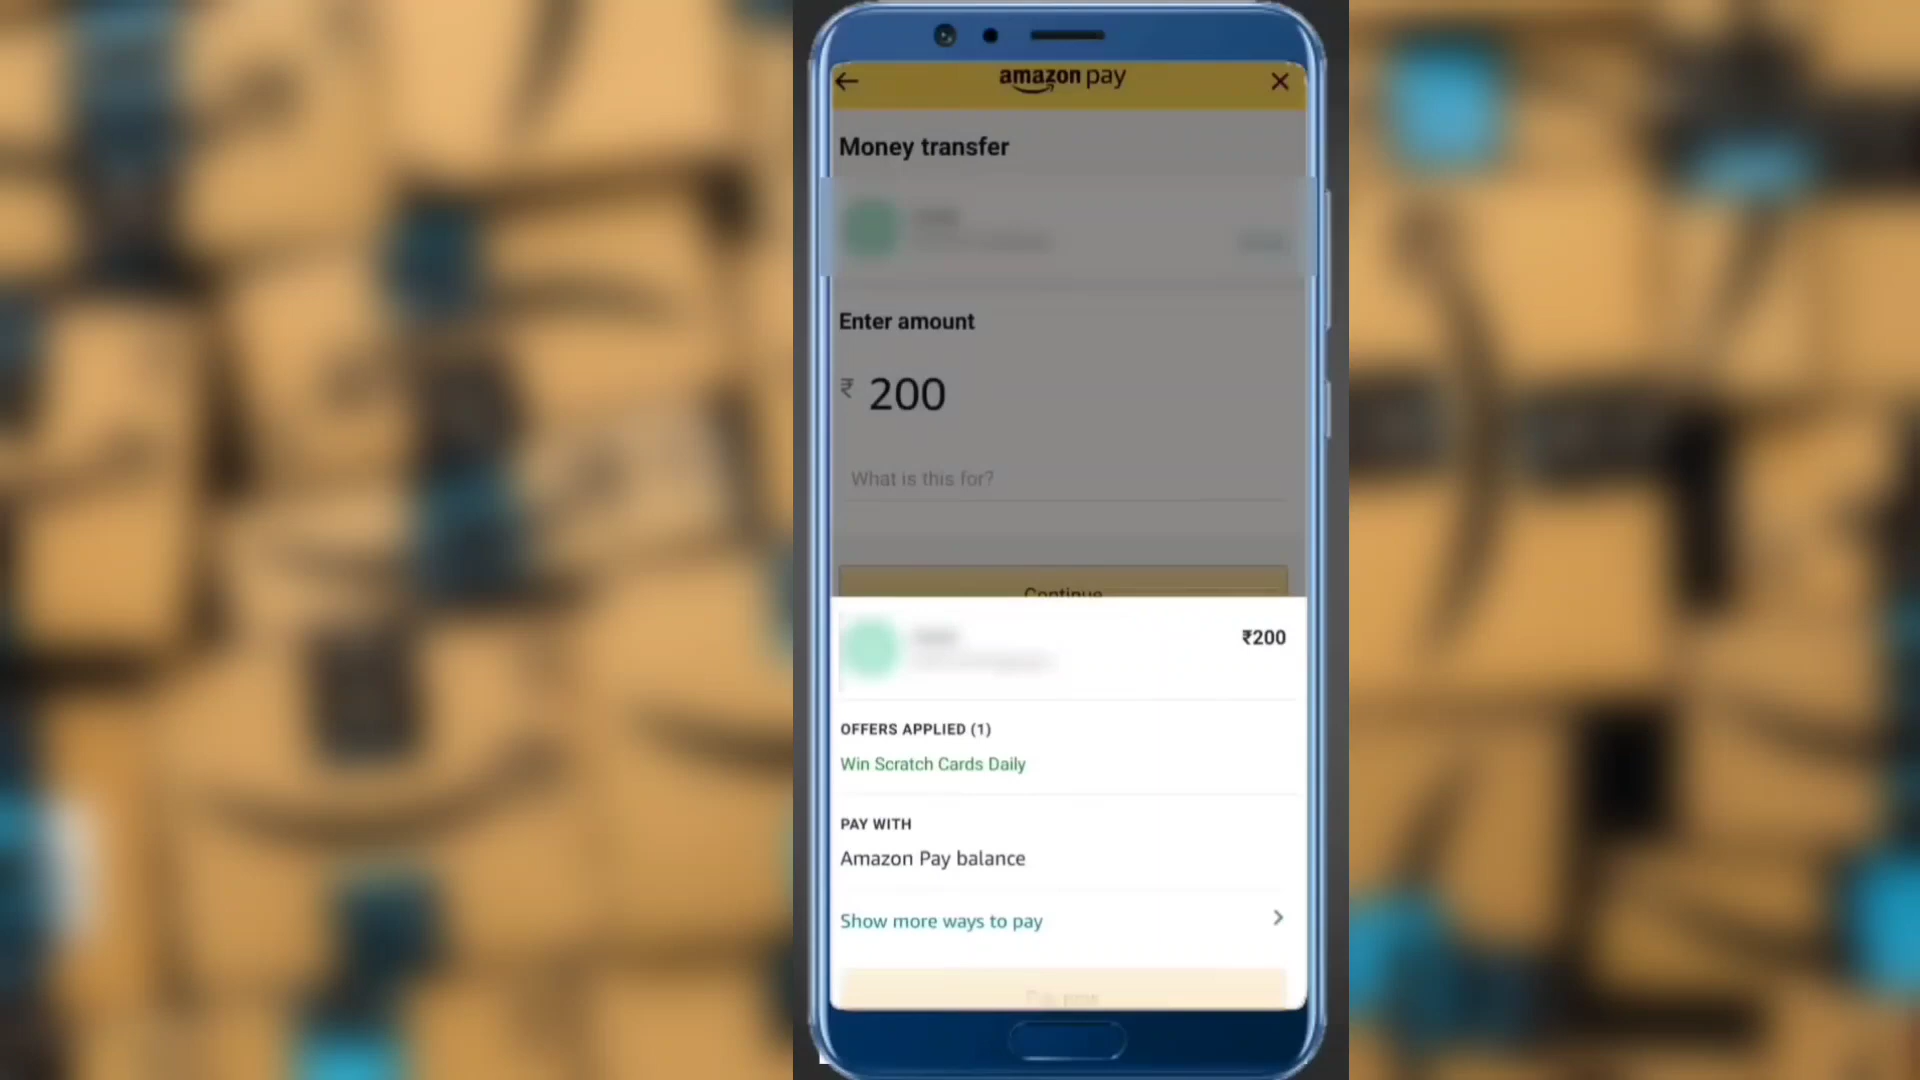 amazon pay
Money transfer
Enter amount
₹ 200
What is this for?
Continue
₹200
OFFERS APPLIED (1)
Win Scratch Cards Daily
PAY WITH
Amazon Pay balance
Show more ways to pay